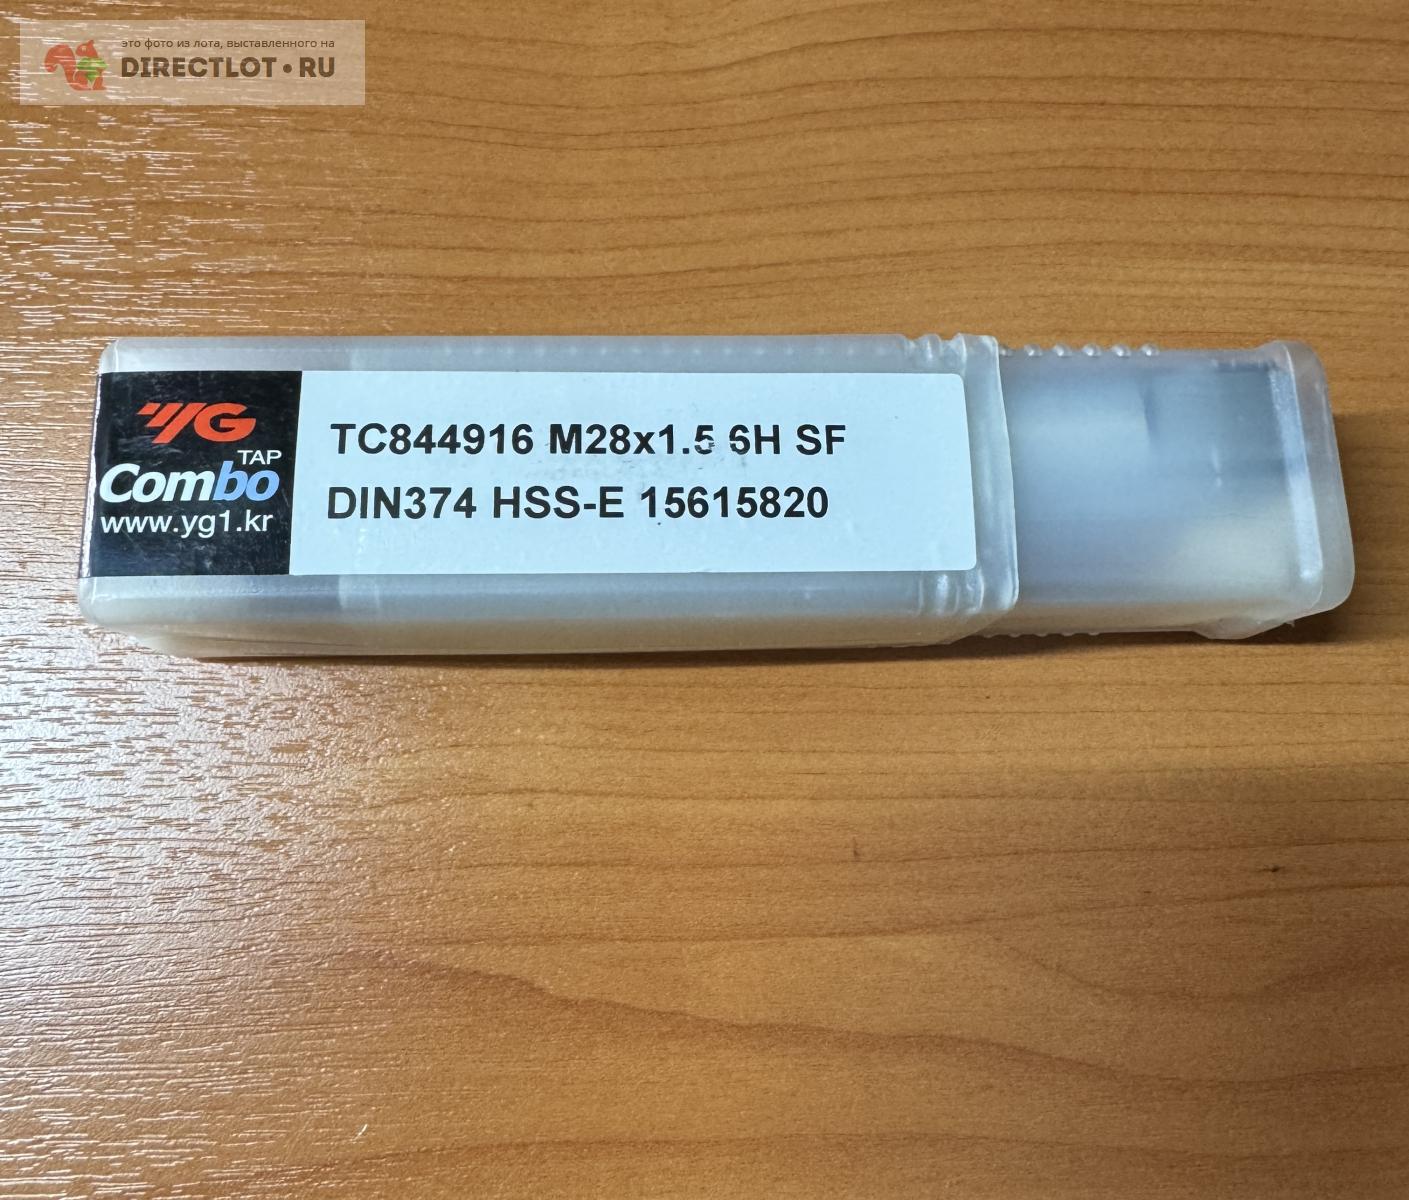 это фото из лота, выставленного на
DIRECTLOT•RU
YG
TAP
Combo
www.yg1.kr
TC844916 M28x1.5 6H SF
DIN374 HSS-E 15615820